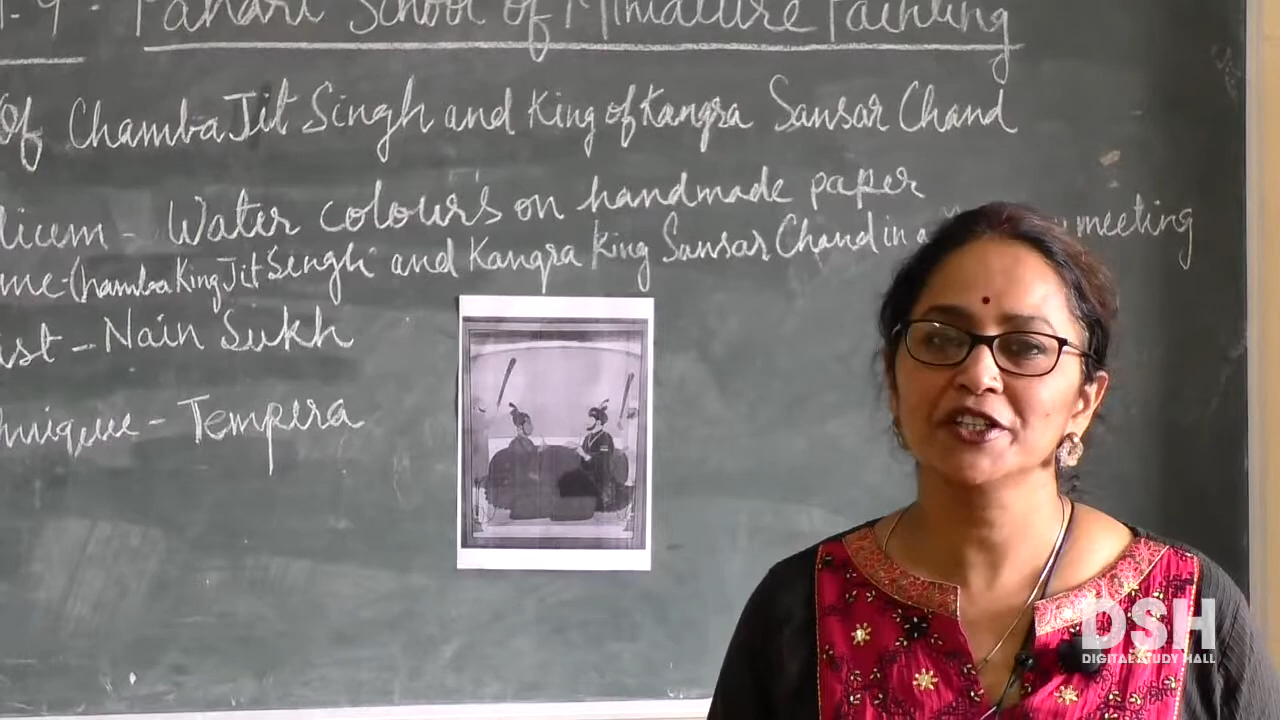 Pahari School of Miniature Painting
Of Chamba Jit Singh and King of Kangra Sansar Chand
Water colour's on handmade paper
Chamba King Jit Singh and Kangra King Sansar Chand in a meeting
Nain Sukh
Tempera
DSH
DIGITAL STUDY HALL